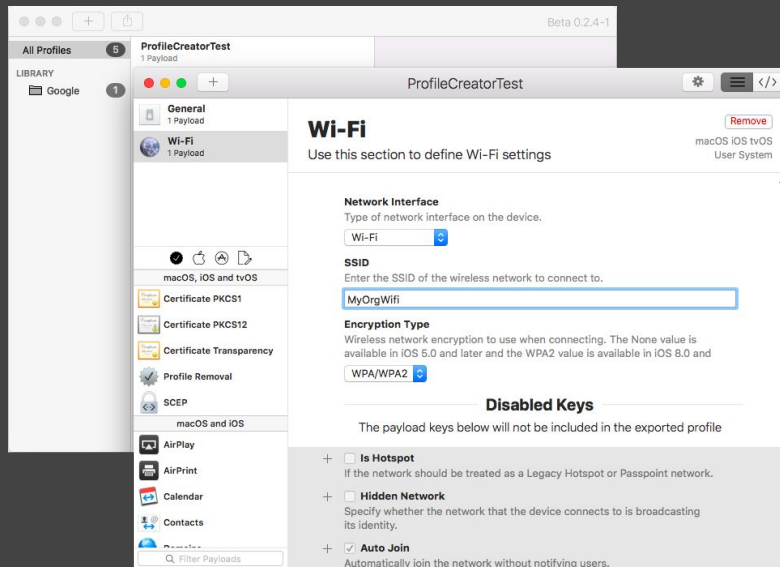 Beta 0.2.4-1
All Profiles 5
LIBRARY
Google 1
ProfileCreatorTest
1 Payload
ProfileCreatorTest
General
1 Payload
Wi-Fi
1 Payload
macOS, iOS and tvOS
Certificate PKCS1
Certificate PKCS12
Certificate Transparency
Profile Removal
SCEP
macOS and iOS
AirPlay
AirPrint
Calendar
Contacts
Filter Payloads
Wi-Fi
Use this section to define Wi-Fi settings
Remove
macOS iOS tvOS
User System
Network Interface
Type of network interface on the device.
Wi-Fi
SSID
Enter the SSID of the wireless network to connect to.
MyOrgWifi
Encryption Type
Wireless network encryption to use when connecting. The None value is
available in iOS 5.0 and later and the WPA2 value is available in iOS 8.0 and
WPA/WPA2
Disabled Keys
The payload keys below will not be included in the exported profile
Is Hotspot
If the network should be treated as a Legacy Hotspot or Passpoint network.
Hidden Network
Specify whether the network that the device connects to is broadcasting
its identity.
Auto Join
Automatically join the network without notifying users.